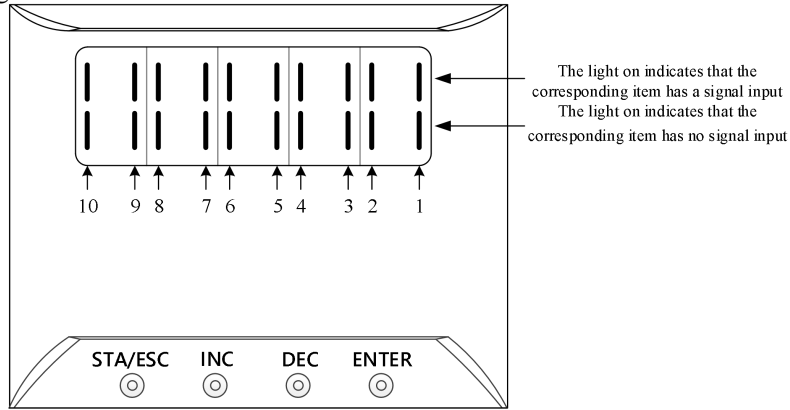 The light on indicates that the
corresponding item has a signal input
The light on indicates that the
corresponding item has no signal input
10 9 8 7 6 5 4 3 2 1
STA/ESC INC DEC ENTER